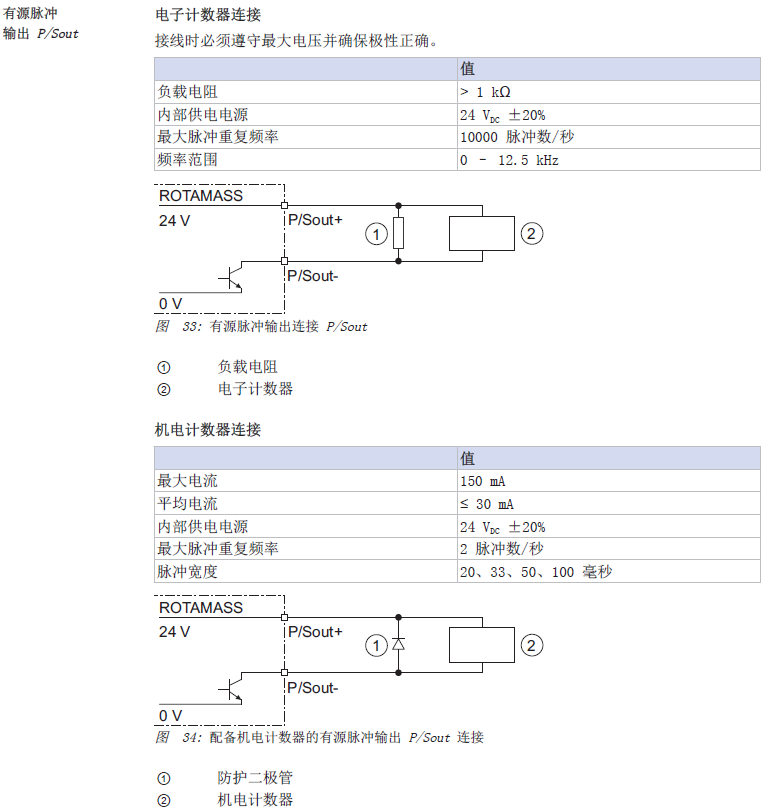 有源脉冲
输出 P/Sout
电子计数器连接
接线时必须遵守最大电压并确保极性正确。
值
负载电阻 > 1 kΩ
内部供电电源 24 VDC ±20%
最大脉冲重复频率 10000 脉冲数/秒
频率范围 0 – 12.5 kHz
ROTAMASS
24 V
P/Sout+
① ②
P/Sout-
0 V
图 33: 有源脉冲输出连接 P/Sout
① 负载电阻
② 电子计数器
机电计数器连接
值
最大电流 150 mA
平均电流 ≤ 30 mA
内部供电电源 24 VDC ±20%
最大脉冲重复频率 2 脉冲数/秒
脉冲宽度 20、33、50、100 毫秒
ROTAMASS
24 V
P/Sout+
① ②
P/Sout-
0 V
图 34: 配备机电计数器的有源脉冲输出 P/Sout 连接
① 防护二极管
② 机电计数器